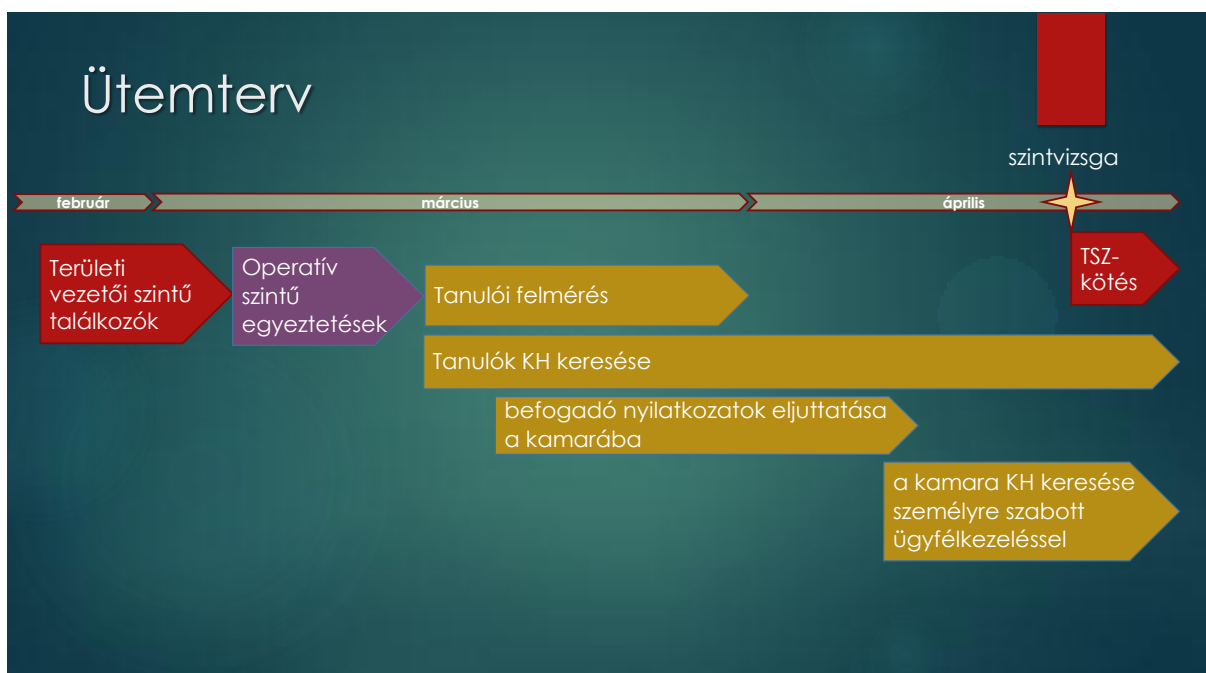 Ütemterv
szintvizsga
február
március
április
Területi
vezetői szintű
találkozók
Operatív
szintű
egyeztetések
Tanulói felmérés
TSZ-
kötés
Tanulók KH keresése
befogadó nyilatkozatok eljuttatása
a kamarába
a kamara KH keresése
személyre szabott
ügyfélkezeléssel